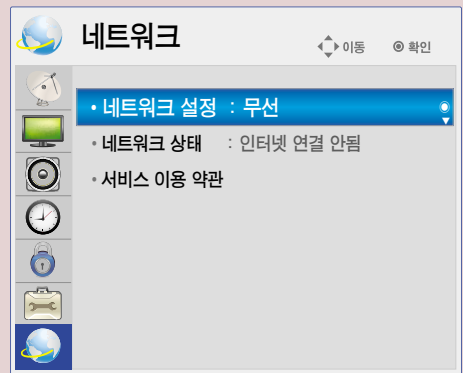 네트워크
이동 ◉ 확인
• 네트워크 설정 : 무선
• 네트워크 상태 : 인터넷 연결 안됨
• 서비스 이용 약관